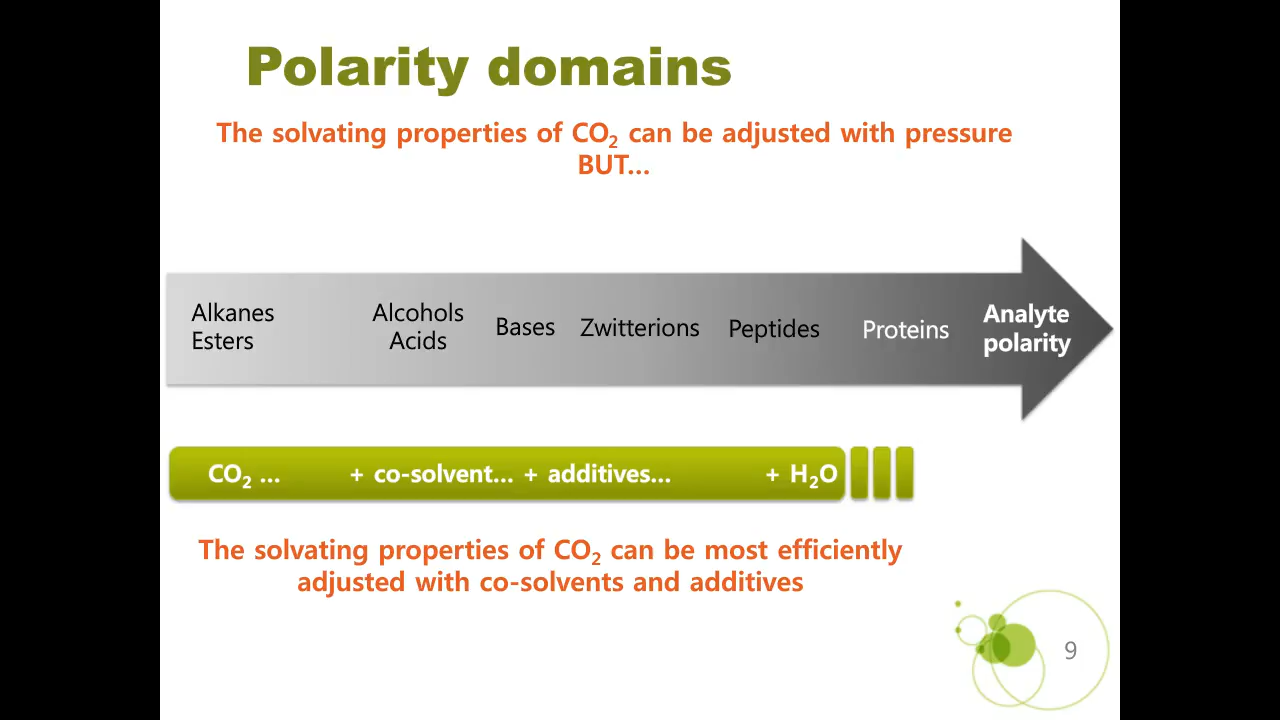 Polarity domains
The solvating properties of CO₂ can be adjusted with pressure
BUT...
Alkanes
Esters
Alcohols
Acids
Bases
Zwitterions
Peptides
Proteins
Analyte
polarity
CO₂ ... + co-solvent... + additives... + H₂O
The solvating properties of CO₂ can be most efficiently
adjusted with co-solvents and additives
9